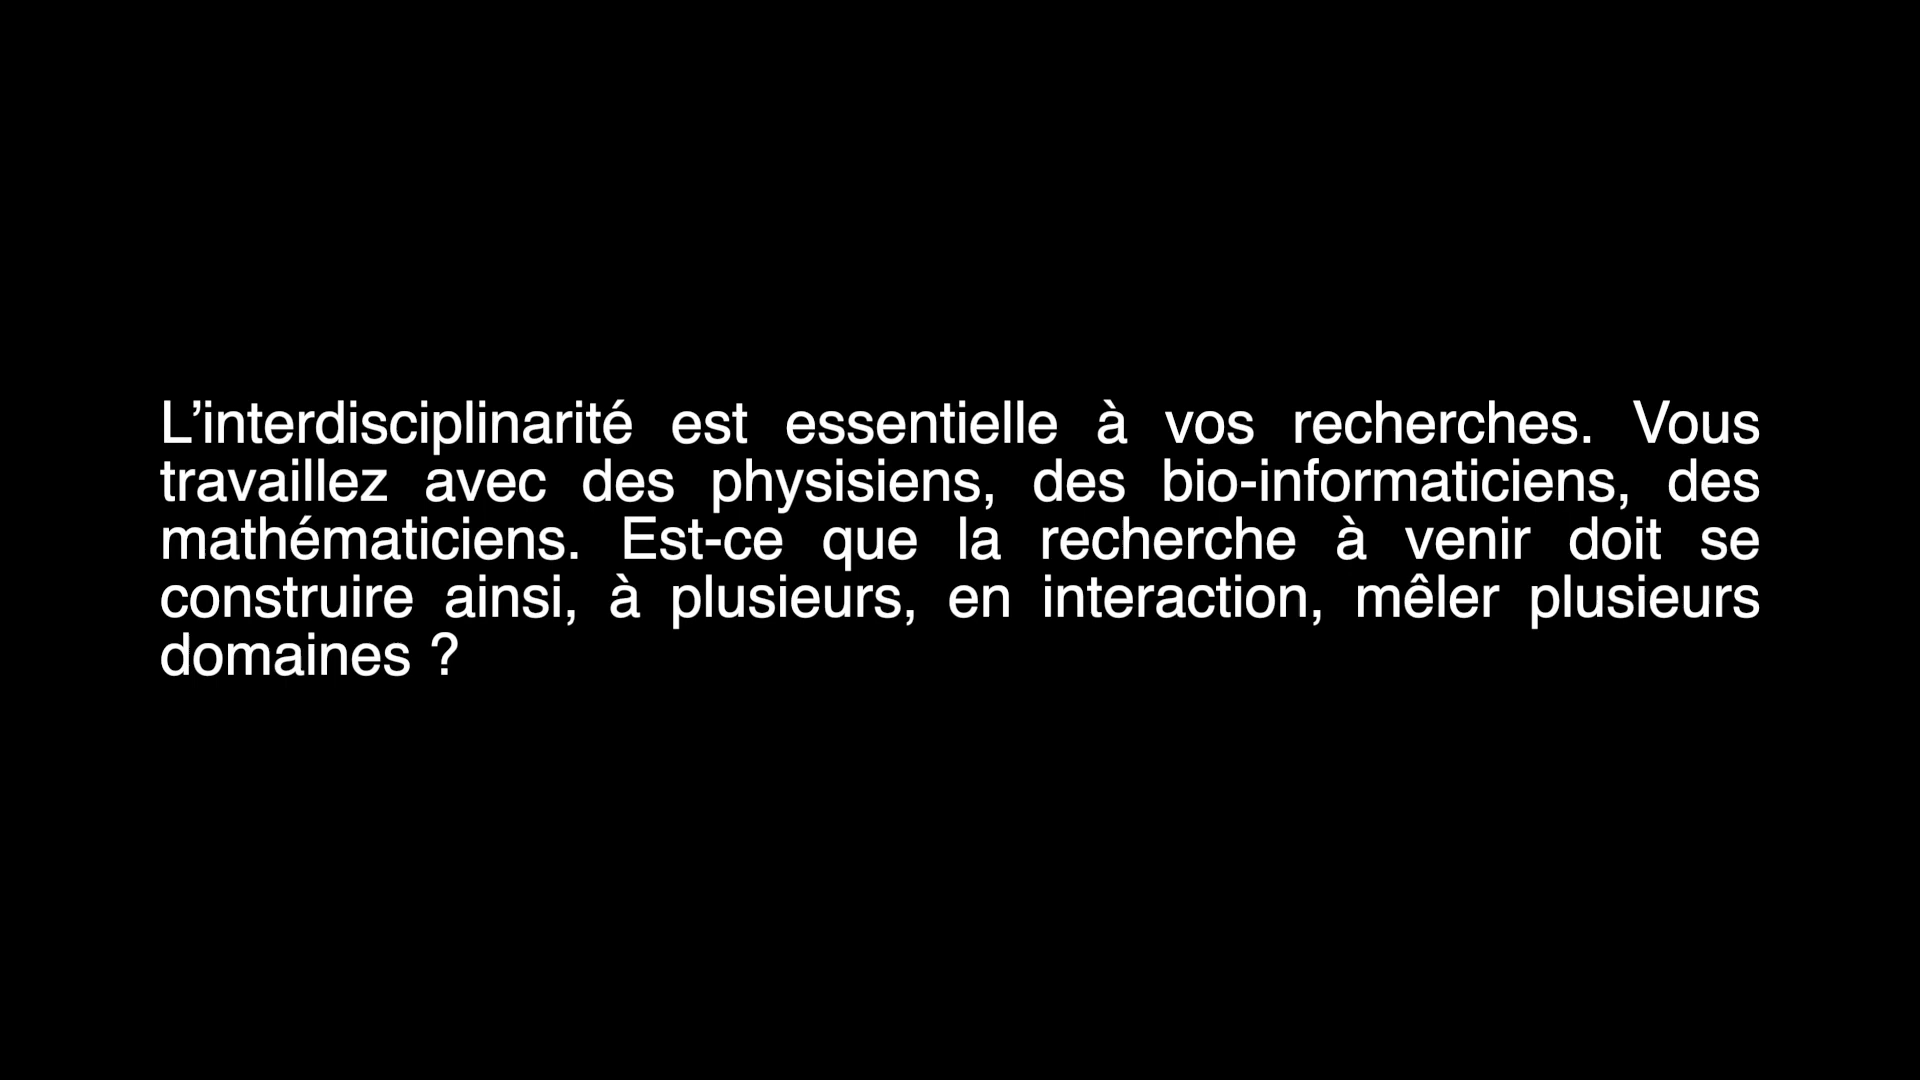 L’interdisciplinarité est essentielle à vos recherches. Vous
travaillez avec des physisiens, des bio-informaticiens, des
mathématiciens. Est-ce que la recherche à venir doit se
construire ainsi, à plusieurs, en interaction, mêler plusieurs
domaines ?